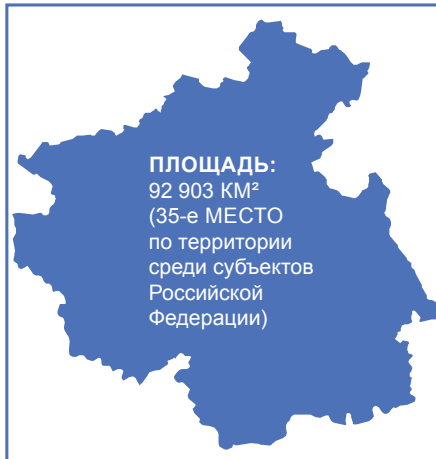 ПЛОЩАДЬ:
92 903 КМ²
(35-е МЕСТО
по территории
среди субъектов
Российской
Федерации)